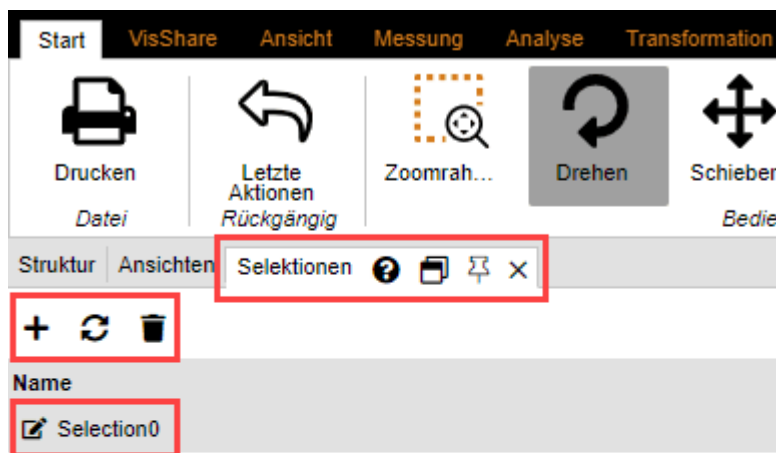 Start VisShare Ansicht Messung Analyse Transformation
Drucken Letzte Aktionen Zoomrah... Drehen Schieben
Datei Rückgängig
Struktur Ansichten Selektionen
Name
Selection0